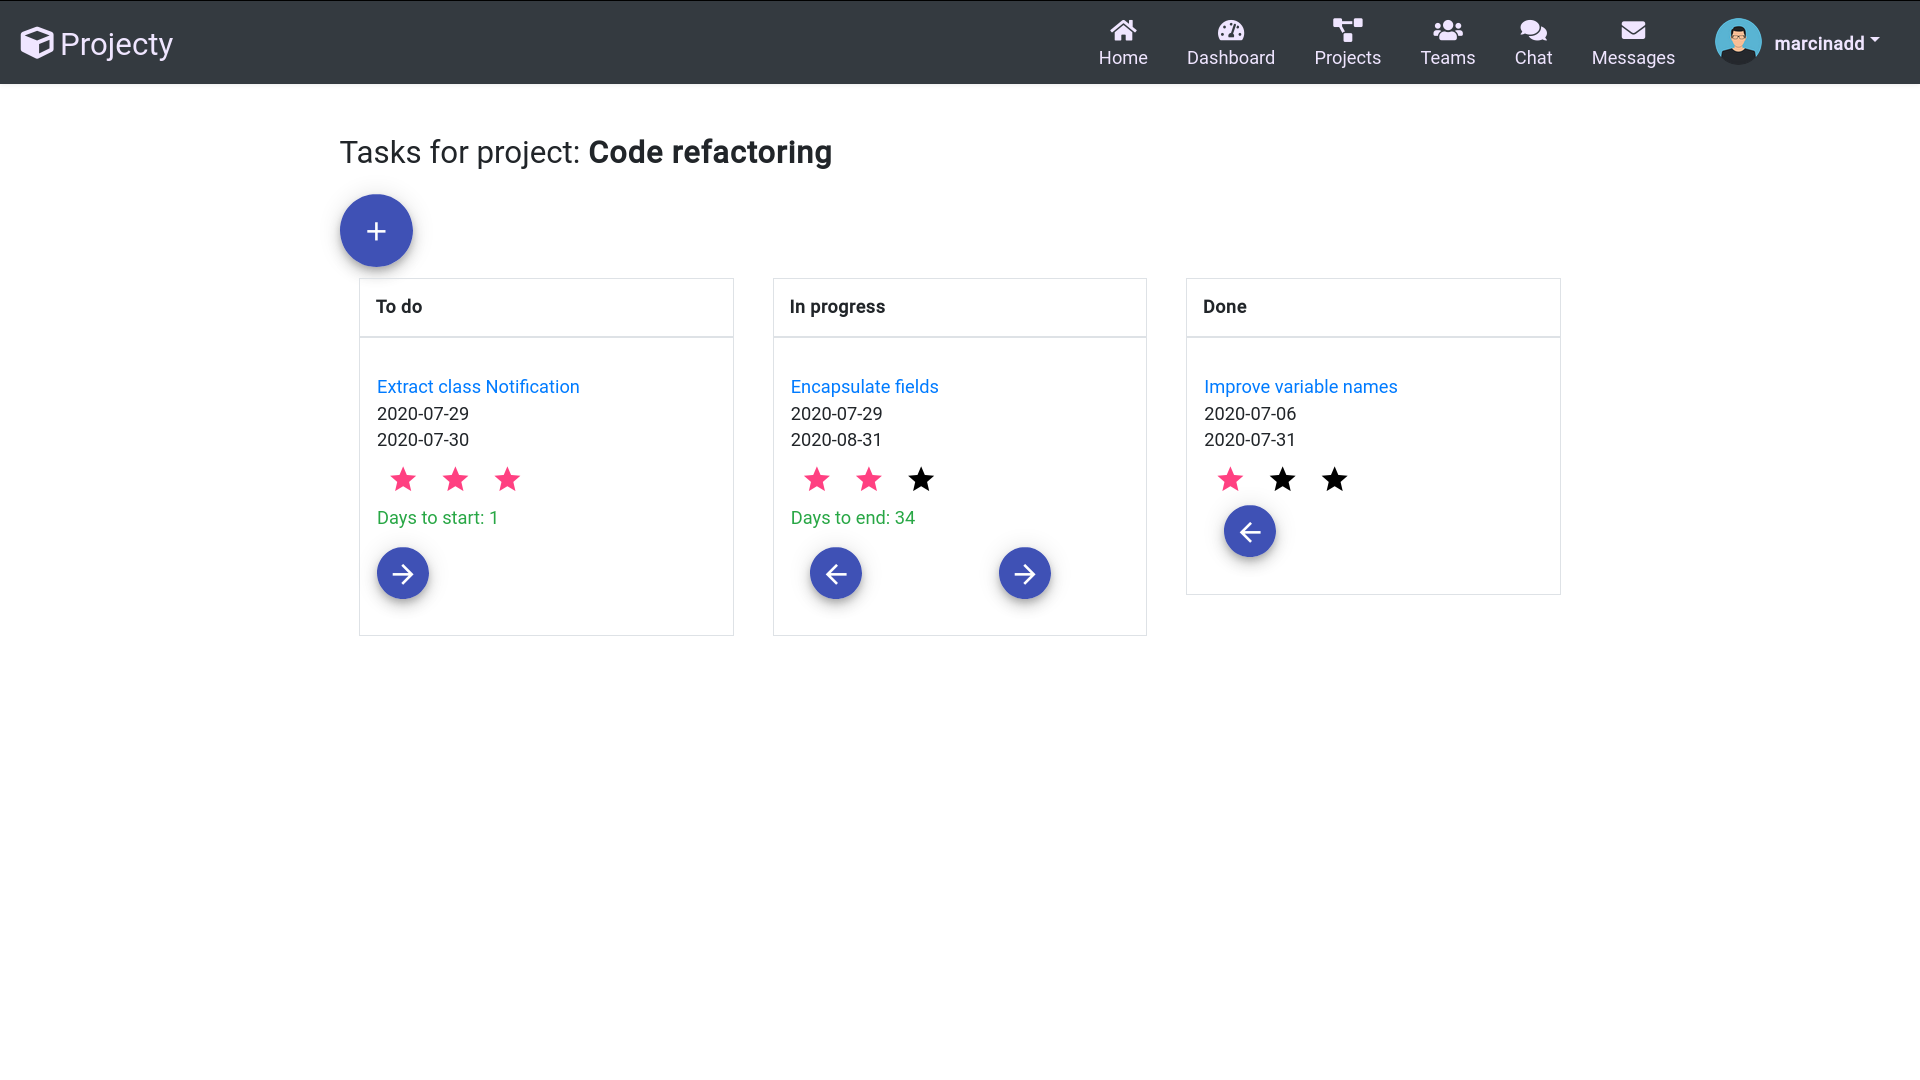 Projecty
Home
Dashboard
Projects
Teams
Chat
Messages
marcinadd
Tasks for project: Code refactoring
+
To do
Extract class Notification
2020-07-29
2020-07-30
Days to start: 1
In progress
Encapsulate fields
2020-07-29
2020-08-31
Days to end: 34
Done
Improve variable names
2020-07-06
2020-07-31